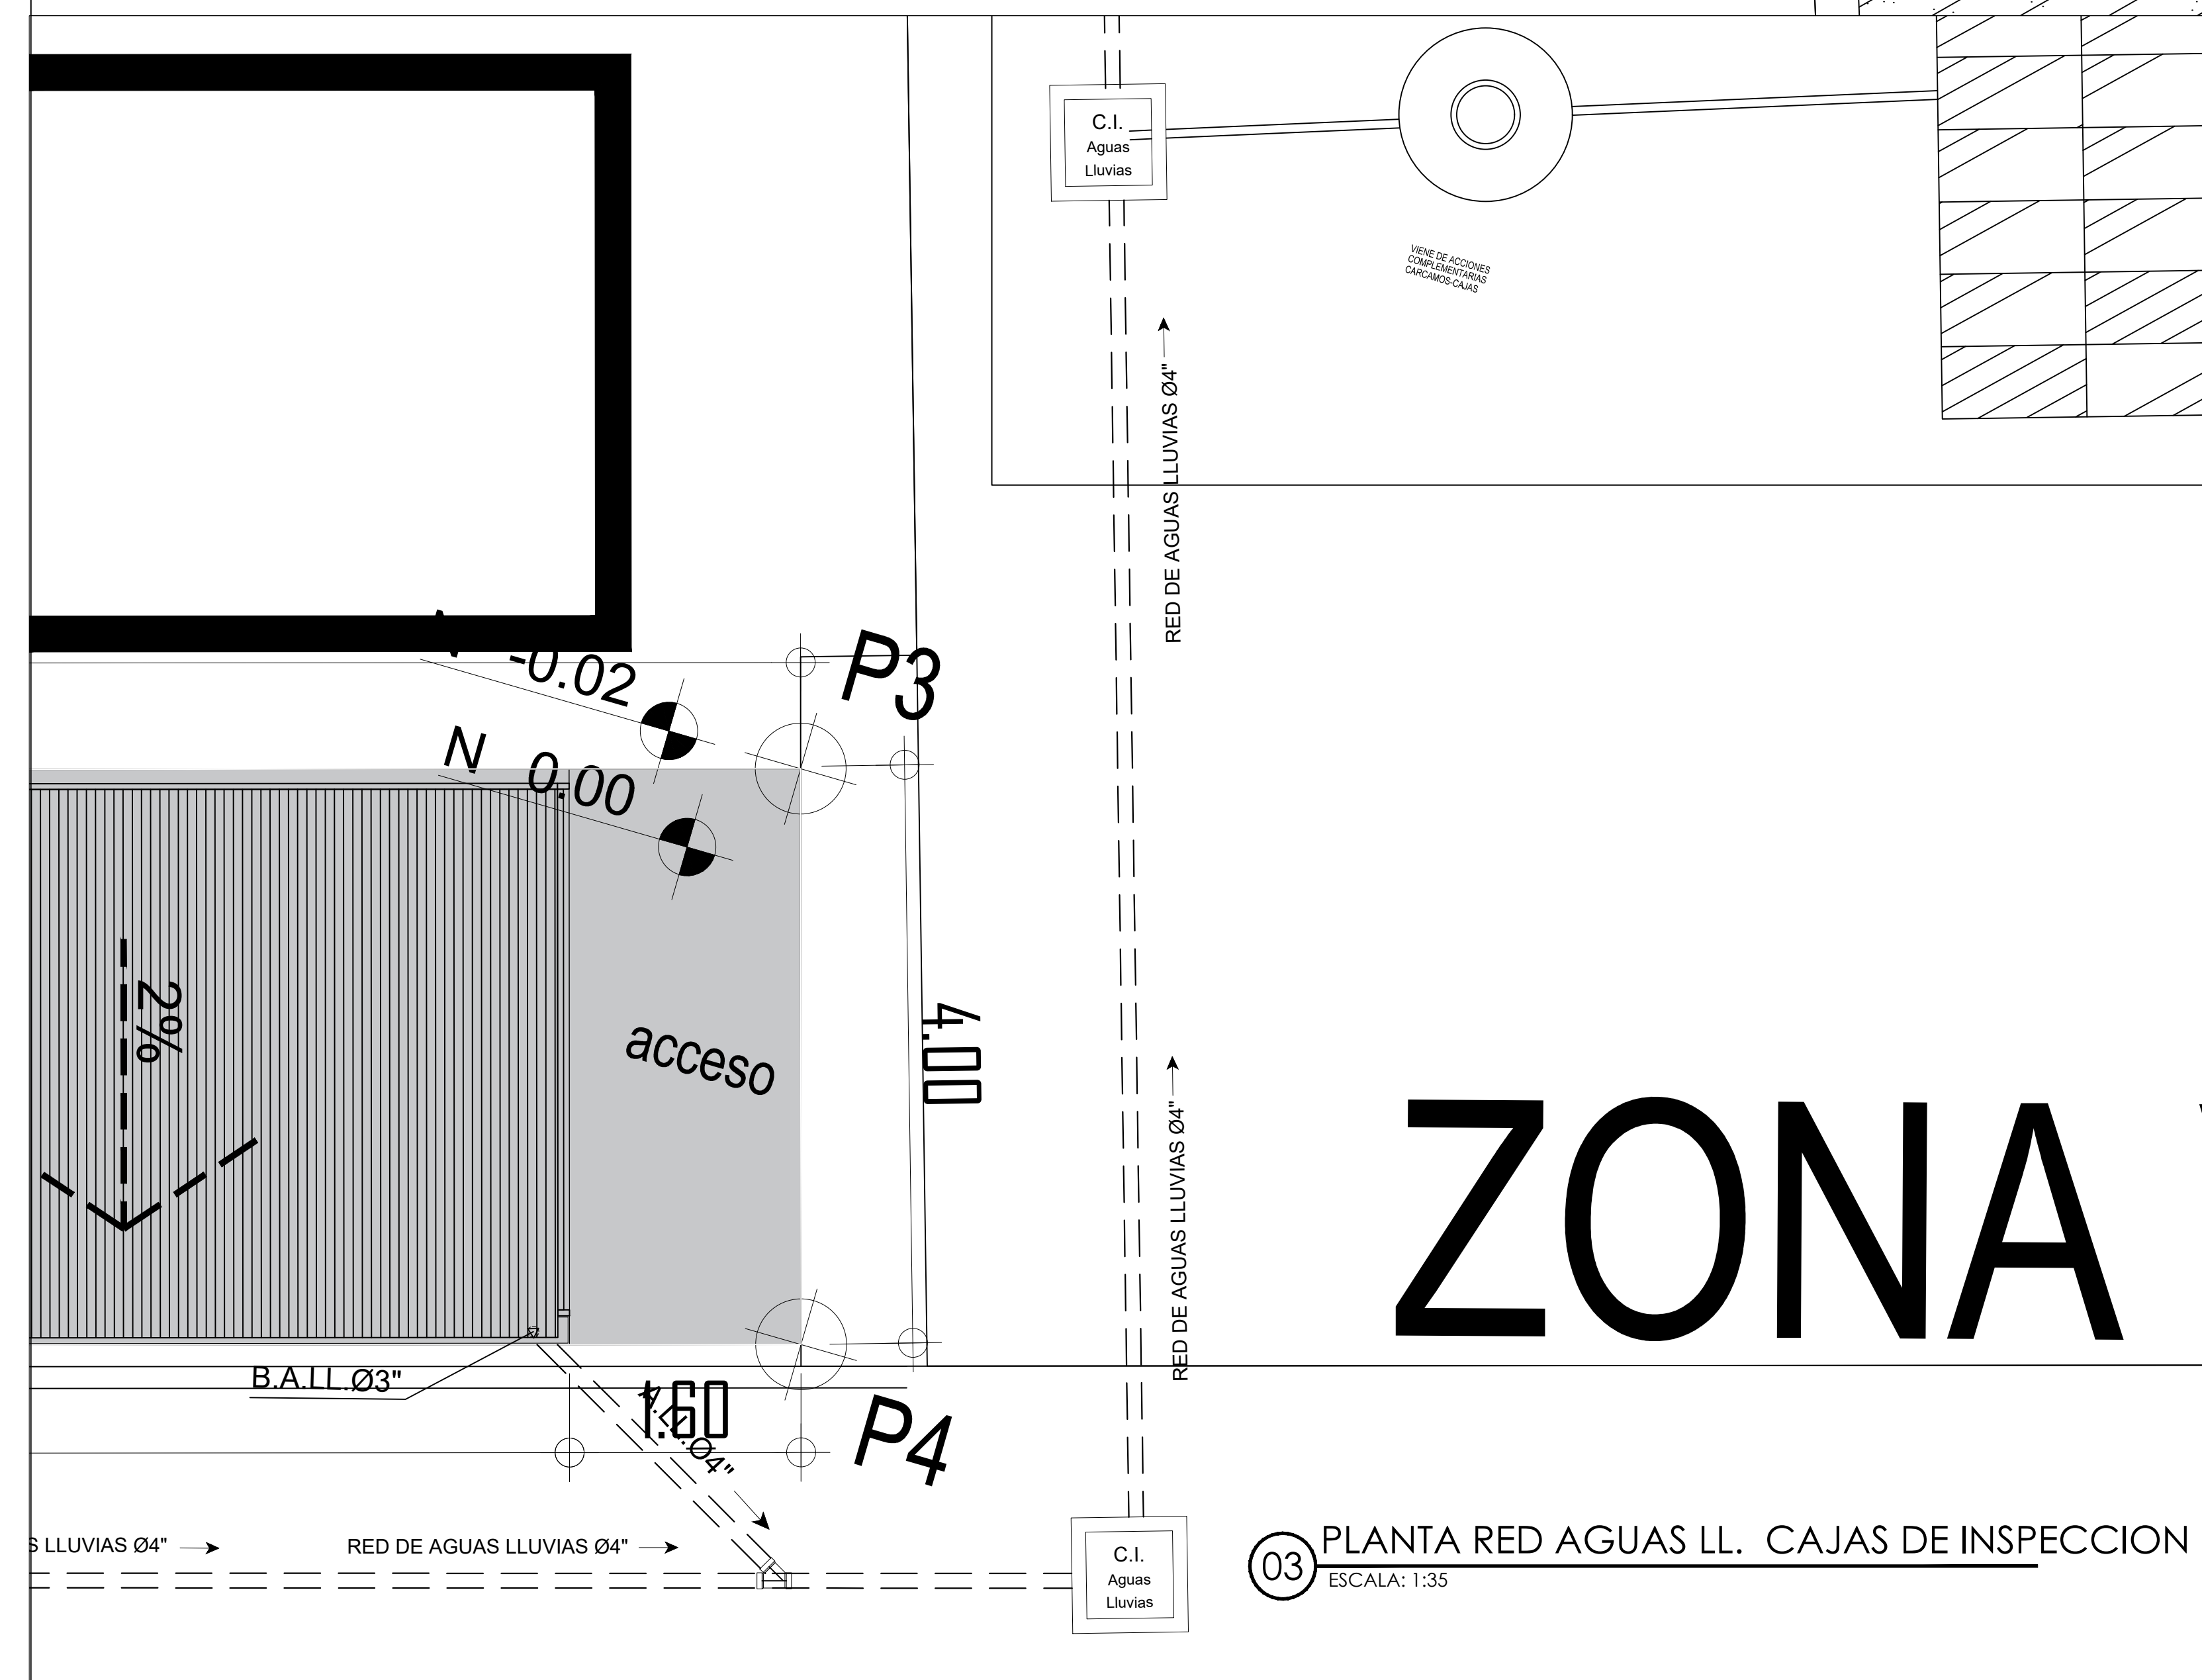 C.I.
Aguas
Lluvias
VIENE DE ACCIONES
COMPLEMENTARIAS
CARCAMOS-CAJAS
RED DE AGUAS LLUVIAS Ø4"
-0.02
P3
N 0.00
2%
acceso
4.00
RED DE AGUAS LLUVIAS Ø4"
ZONA
B.A.LL.Ø3"
1.60
A.LL.Ø4"
P4
S LLUVIAS Ø4"
RED DE AGUAS LLUVIAS Ø4"
C.I.
Aguas
Lluvias
03
PLANTA RED AGUAS LL. CAJAS DE INSPECCION
ESCALA: 1:35